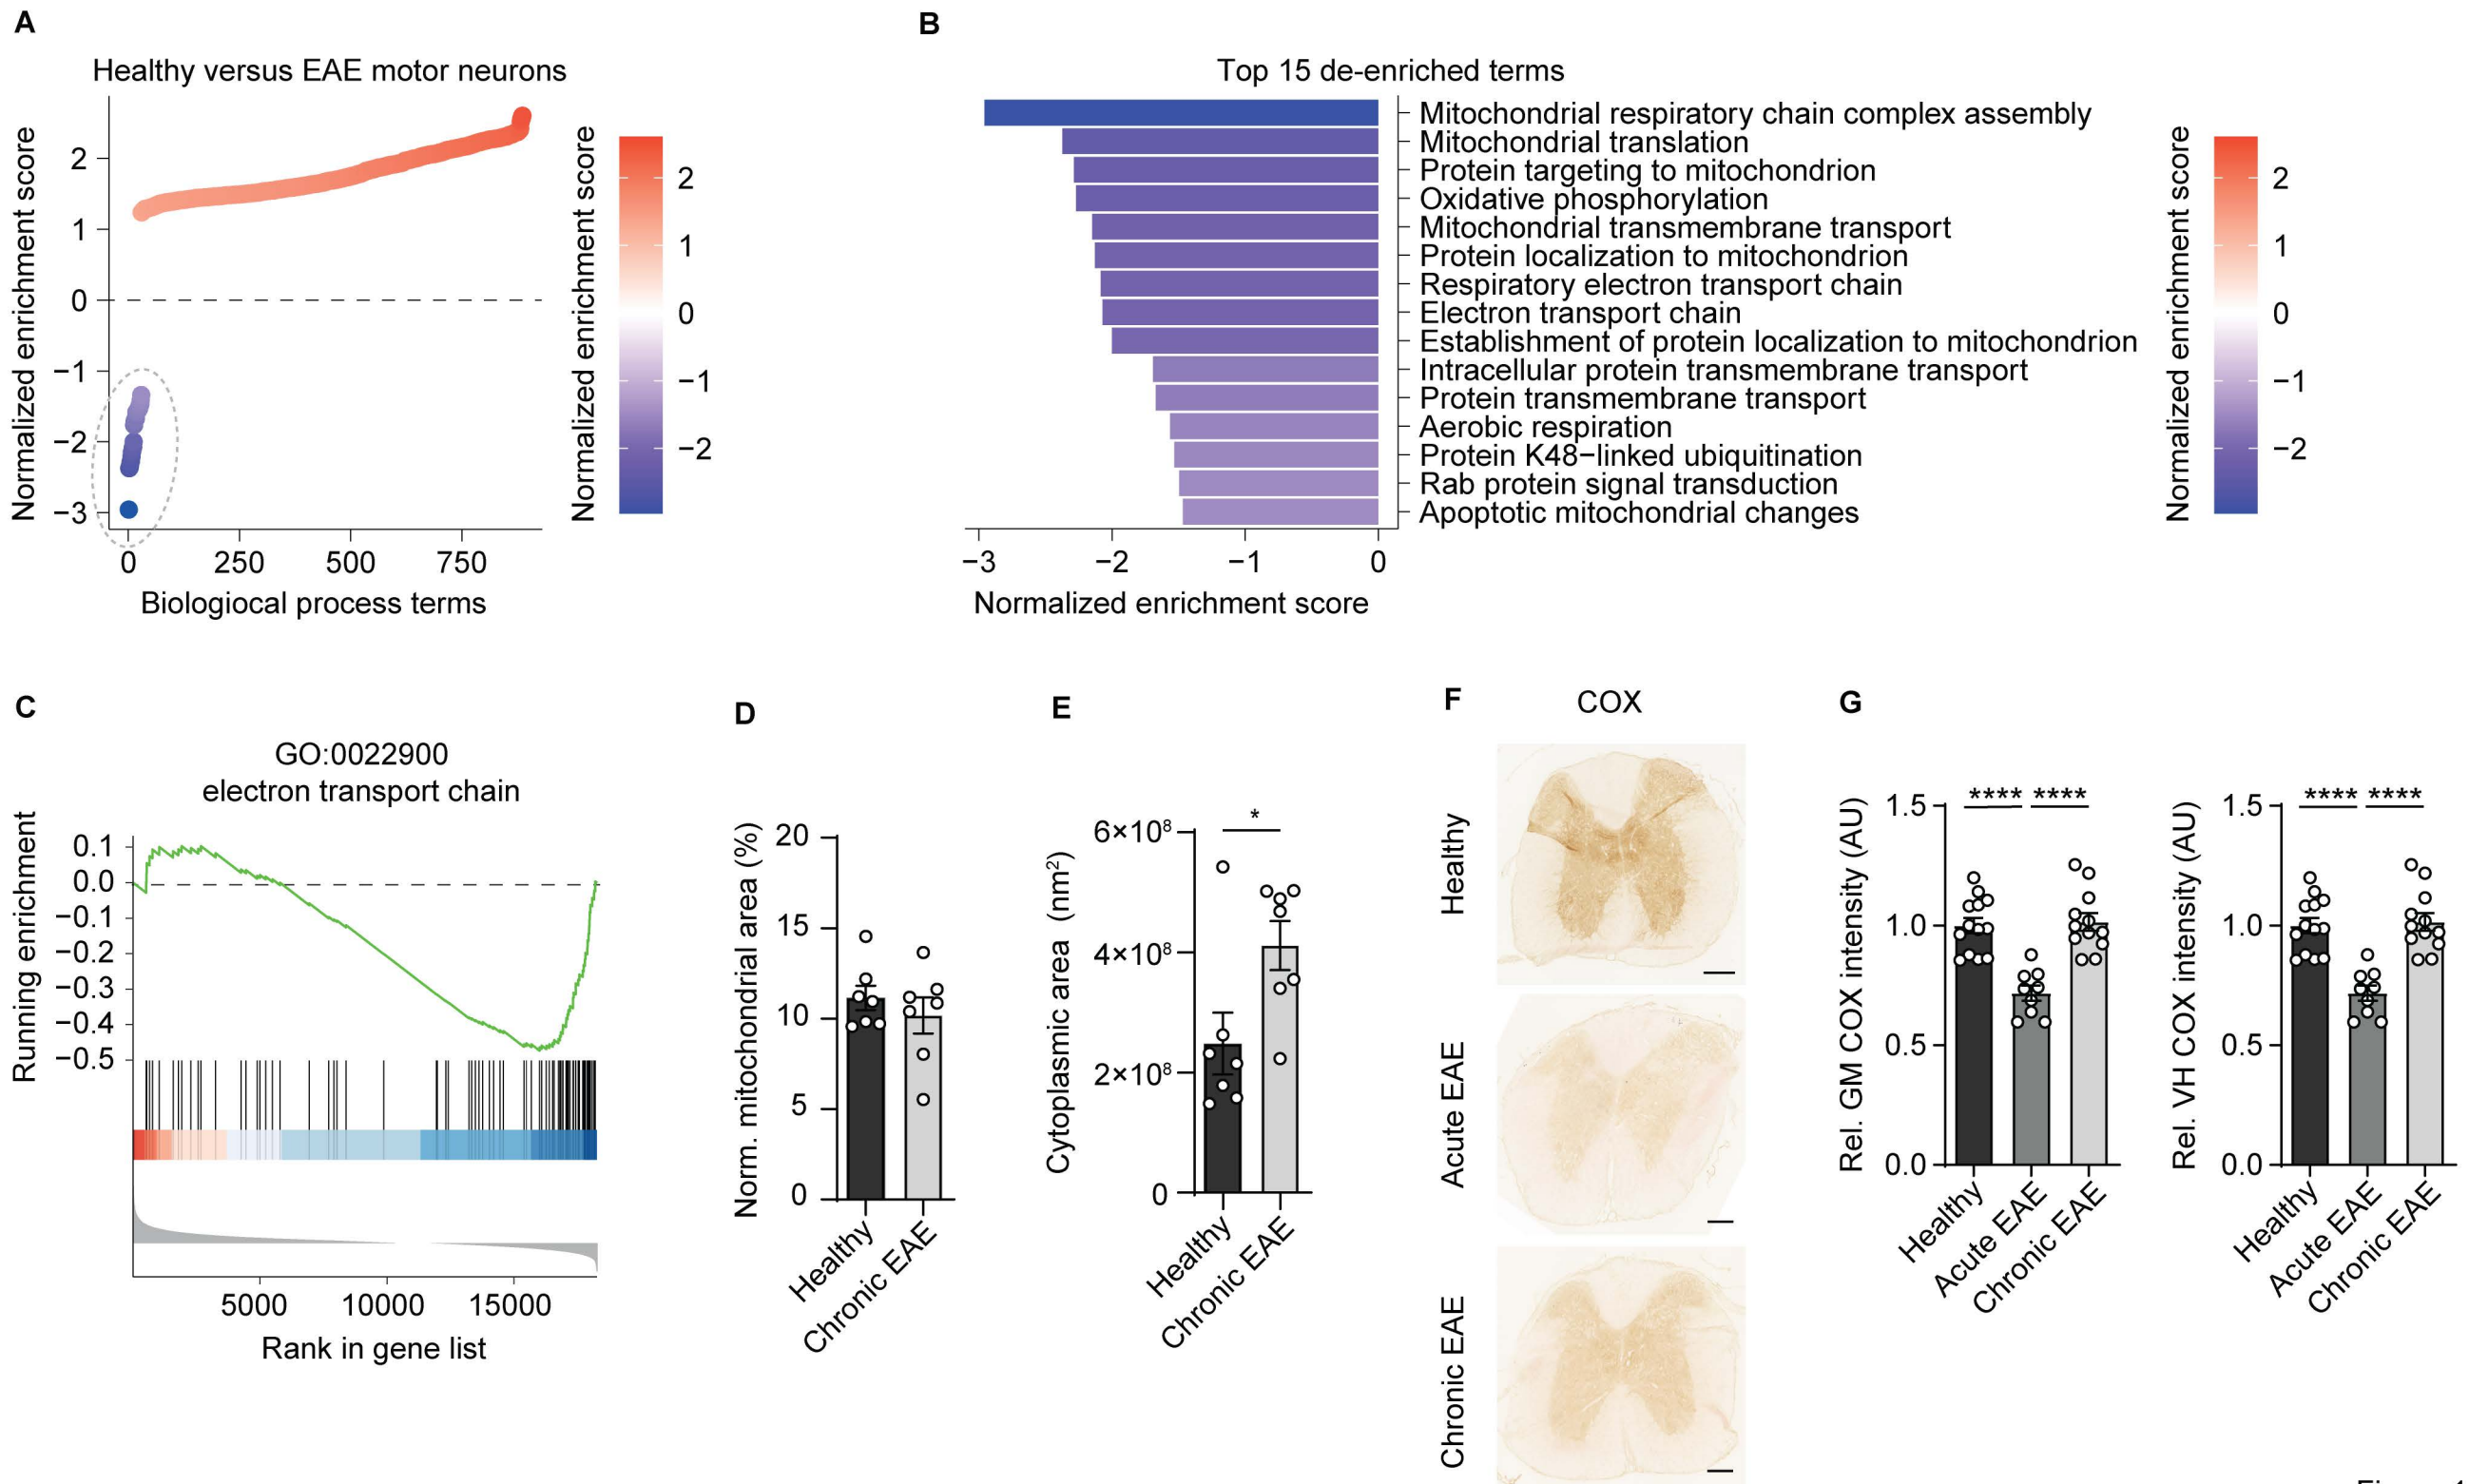 A
Healthy versus EAE motor neurons
Normalized enrichment score
2
1
0
−1
−2
−3
0 250 500 750
Biologiocal process terms
Normalized enrichment score
2
1
0
−1
−2
B
Top 15 de-enriched terms
Mitochondrial respiratory chain complex assembly
Mitochondrial translation
Protein targeting to mitochondrion
Oxidative phosphorylation
Mitochondrial transmembrane transport
Protein localization to mitochondrion
Respiratory electron transport chain
Electron transport chain
Establishment of protein localization to mitochondrion
Intracellular protein transmembrane transport
Protein transmembrane transport
Aerobic respiration
Protein K48−linked ubiquitination
Rab protein signal transduction
Apoptotic mitochondrial changes
−3 −2 −1 0
Normalized enrichment score
Normalized enrichment score
2
1
0
−1
−2
C
GO:0022900
electron transport chain
Running enrichment
0.1
0.0
−0.1
−0.2
−0.3
−0.4
−0.5
5000 10000 15000
Rank in gene list
D
Norm. mitochondrial area (%)
20
15
10
5
0
Healthy
Chronic EAE
E
Cytoplasmic area (nm²)
6×10⁸
4×10⁸
2×10⁸
0
*
Healthy
Chronic EAE
F
COX
Healthy
Acute EAE
Chronic EAE
G
Rel. GM COX intensity (AU)
1.5
1.0
0.5
0.0
**** ****
Healthy
Acute EAE
Chronic EAE
Rel. VH COX intensity (AU)
1.5
1.0
0.5
0.0
**** ****
Healthy
Acute EAE
Chronic EAE